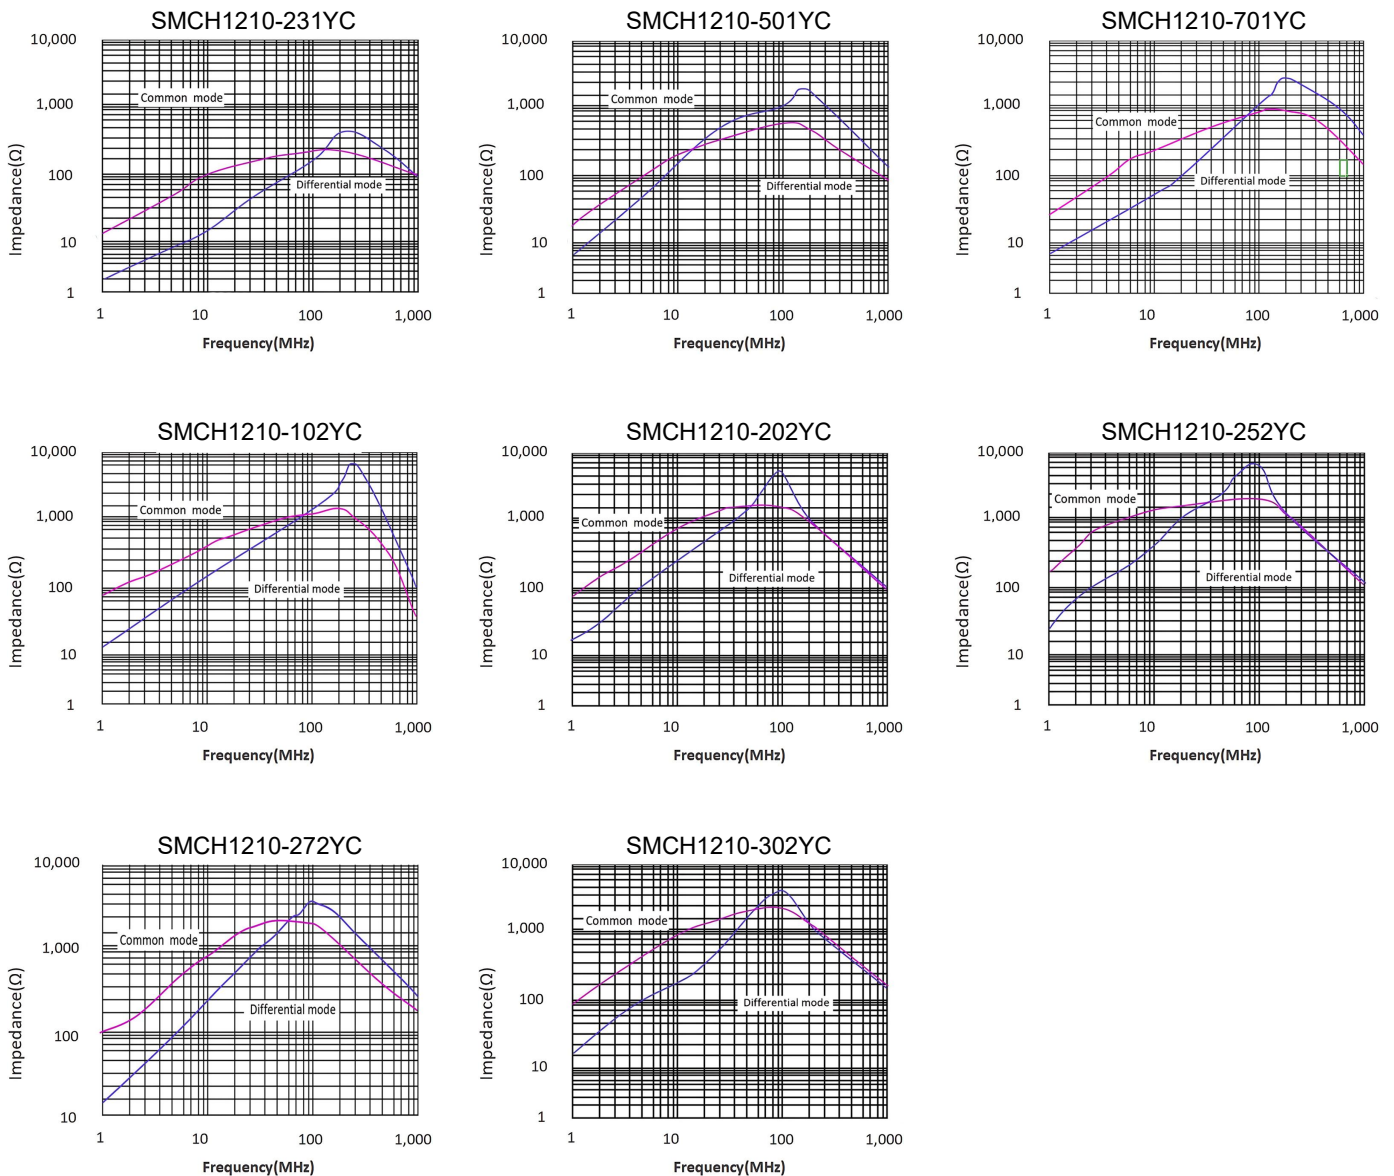 SMCH1210-231YC
10,000
1,000
100
10
1
Impedance(Ω)
Common mode
Differential mode
1
10
100
1,000
Frequency(MHz)
SMCH1210-501YC
10,000
1,000
100
10
1
Impedance(Ω)
Common mode
Differential mode
1
10
100
1,000
Frequency(MHz)
SMCH1210-701YC
10,000
1,000
100
10
1
Impedance(Ω)
Common mode
Differential mode
1
10
100
1,000
Frequency(MHz)
SMCH1210-102YC
10,000
1,000
100
10
1
Impedance(Ω)
Common mode
Differential mode
1
10
100
1,000
Frequency(MHz)
SMCH1210-202YC
10,000
1,000
100
10
1
Impedance(Ω)
Common mode
Differential mode
1
10
100
1,000
Frequency(MHz)
SMCH1210-252YC
10,000
1,000
100
10
1
Impedance(Ω)
Common mode
Differential mode
1
10
100
1,000
Frequency(MHz)
SMCH1210-272YC
10,000
1,000
100
10
Impedance(Ω)
Common mode
Differential mode
1
10
100
1,000
Frequency(MHz)
SMCH1210-302YC
10,000
1,000
100
10
1
Impedance(Ω)
Common mode
Differential mode
1
10
100
1,000
Frequency(MHz)